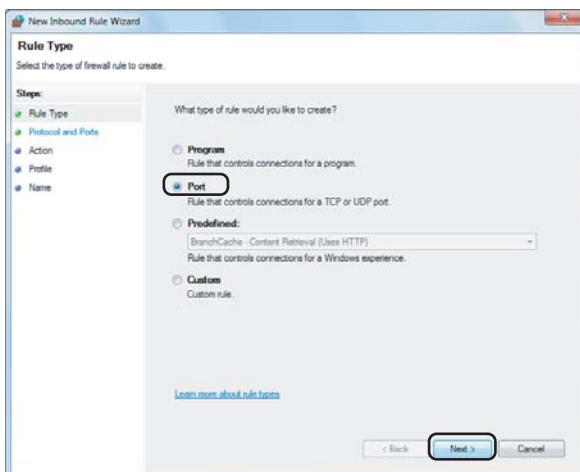 New Inbound Rule Wizard
Rule Type
Select the type of firewall rule to create.
Steps:
Rule Type
Protocol and Ports
Action
Profile
Name
What type of rule would you like to create?
Program
Rule that controls connections for a program.
Port
Rule that controls connections for a TCP or UDP port.
Predefined:
BranchCache - Content Retrieval (Uses HTTP)
Rule that controls connections for a Windows experience.
Custom
Custom rule.
Learn more about rule types
< Back Next > Cancel